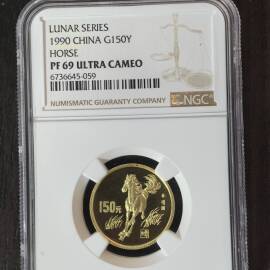 LUNAR SERIES
1990 CHINA G150Y
HORSE
PF 69 ULTRA CAMEO
6736645-059
NUMISMATIC GUARANTY COMPANY
NGC
150元